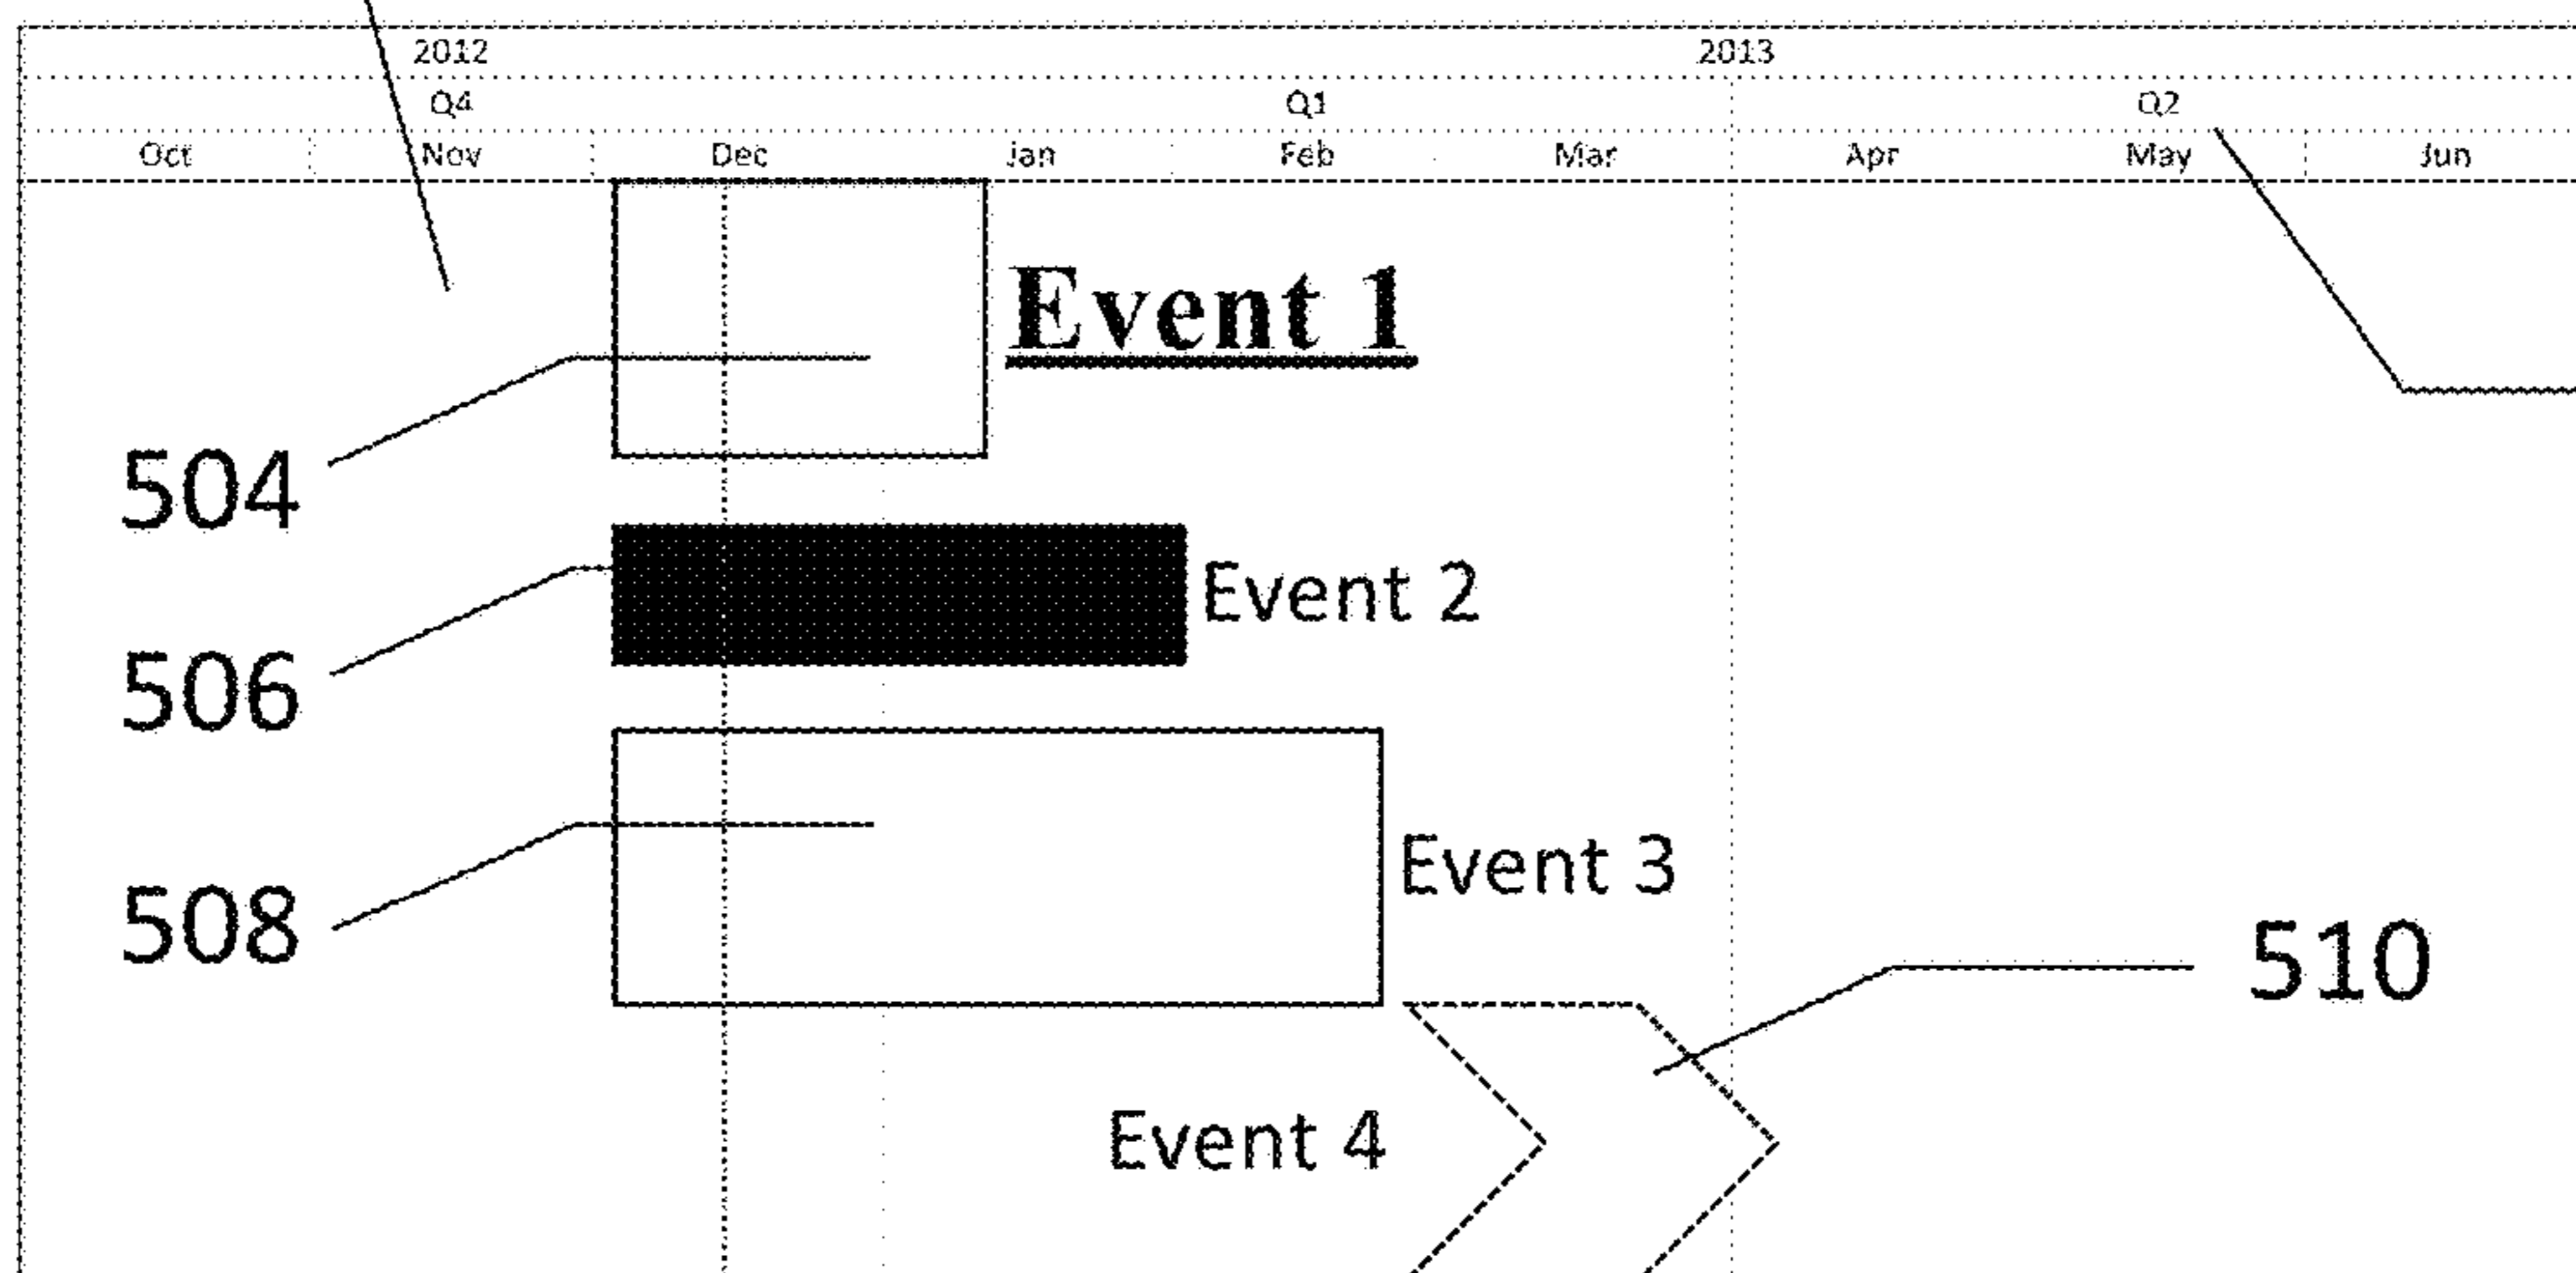 2012 2013
Q4 Q1 Q2
Oct Nov Dec Jan Feb Mar Apr May Jun
Event 1
504
Event 2
506
Event 3
508
510
Event 4